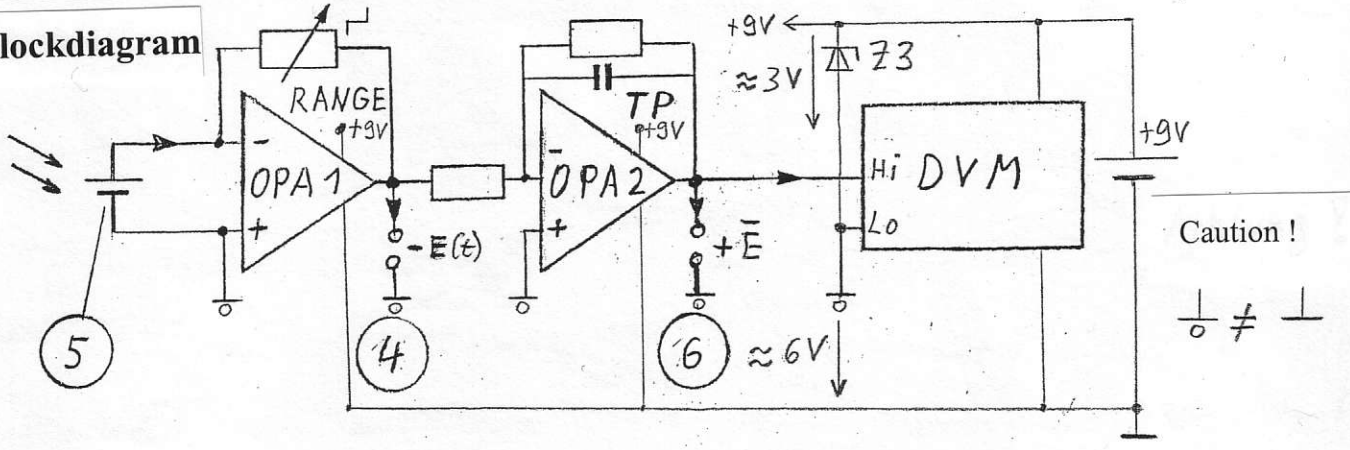 lockdiagram
RANGE
+9V
OPA 1
-
+
- E(t)
TP
+9V
OPA 2
-
+
+ E̅
+9V
≈3V
Z3
Hi DVM
Lo
+9V
Caution !
≠
5
4
6
≈6V